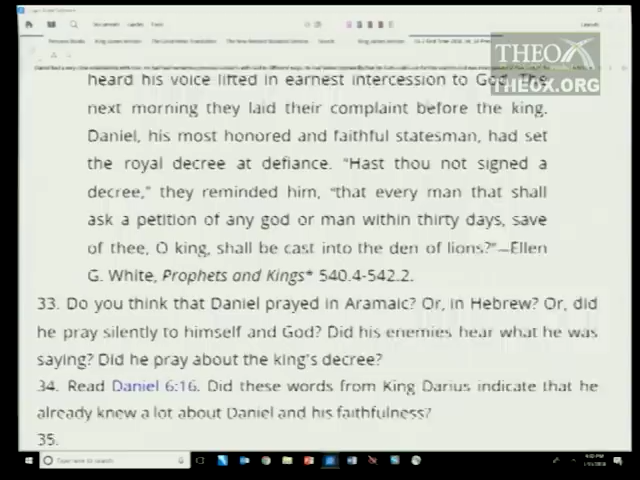 THEOX
THEOX.ORG
heard his voice lifted in earnest intercession to God. The
next morning they laid their complaint before the king.
Daniel, his most honored and faithful statesman, had set
the royal decree at defiance. “Hast thou not signed a
decree,” they reminded him, “that every man that shall
ask a petition of any god or man within thirty days, save
of thee, O king, shall be cast into the den of lions?”—Ellen
G. White, Prophets and Kings* 540.4-542.2.
33. Do you think that Daniel prayed in Aramaic? Or, in Hebrew? Or, did
he pray silently to himself and God? Did his enemies hear what he was
saying? Did he pray about the king's decree?
34. Read Daniel 6:16. Did these words from King Darius indicate that he
already knew a lot about Daniel and his faithfulness?
35.
Type here to search